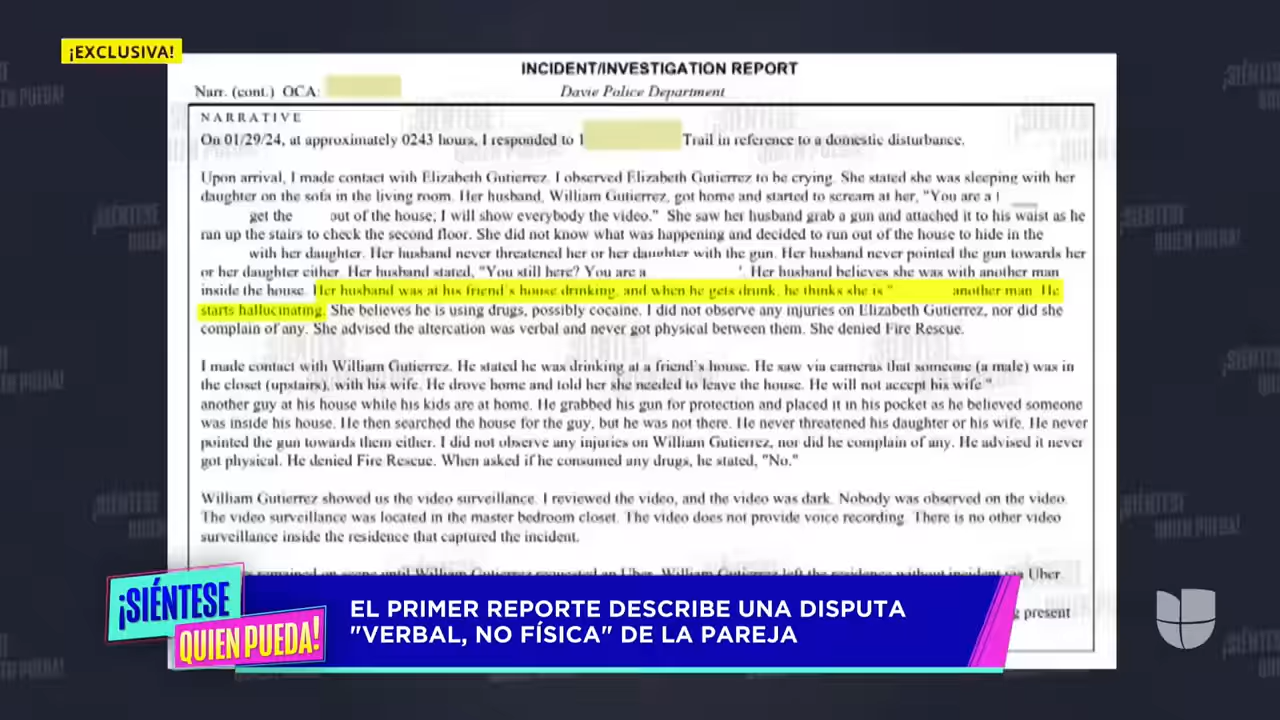 ¡EXCLUSIVA!
INCIDENT/INVESTIGATION REPORT
Narr. (cont.) OCA:
Davie Police Department
NARRATIVE
On 01/29/24, at approximately 0243 hours, I responded to 1 Trail in reference to a domestic disturbance.
Upon arrival, I made contact with Elizabeth Gutierrez. I observed Elizabeth Gutierrez to be crying. She stated she was sleeping with her
daughter on the sofa in the living room. Her husband, William Gutierrez, got home and started to scream at her, "You are a
get the out of the house; I will show everybody the video." She saw her husband grab a gun and attached it to his waist as he
ran up the stairs to check the second floor. She did not know what was happening and decided to run out of the house to hide in the
with her daughter. Her husband never threatened her or her daughter with the gun. Her husband never pointed the gun towards her
or her daughter either. Her husband stated, "You still here? You are a '. Her husband believes she was with another man
inside the house. Her husband was at his friend's house drinking, and when he gets drunk, he thinks she is " another man. He
starts hallucinating. She believes he is using drugs, possibly cocaine. I did not observe any injuries on Elizabeth Gutierrez, nor did she
complain of any. She advised the altercation was verbal and never got physical between them. She denied Fire Rescue.
I made contact with William Gutierrez. He stated he was drinking at a friend's house. He saw via cameras that someone (a male) was in
the closet (upstairs), with his wife. He drove home and told her she needed to leave the house. He will not accept his wife "
another guy at his house while his kids are at home. He grabbed his gun for protection and placed it in his pocket as he believed someone
was inside his house. He then searched the house for the guy, but he was not there. He never threatened his daughter or his wife. He never
pointed the gun towards them either. I did not observe any injuries on William Gutierrez, nor did he complain of any. He advised it never
got physical. He denied Fire Rescue. When asked if he consumed any drugs, he stated, "No."
William Gutierrez showed us the video surveillance. I reviewed the video, and the video was dark. Nobody was observed on the video.
The video surveillance was located in the master bedroom closet. The video does not provide voice recording. There is no other video
surveillance inside the residence that captured the incident.
remained on scene until William Gutierrez requested an Uber. William Gutierrez left the residence without incident Uber
present
¡SIÉNTESE
QUIEN PUEDA!
EL PRIMER REPORTE DESCRIBE UNA DISPUTA
"VERBAL, NO FÍSICA" DE LA PAREJA